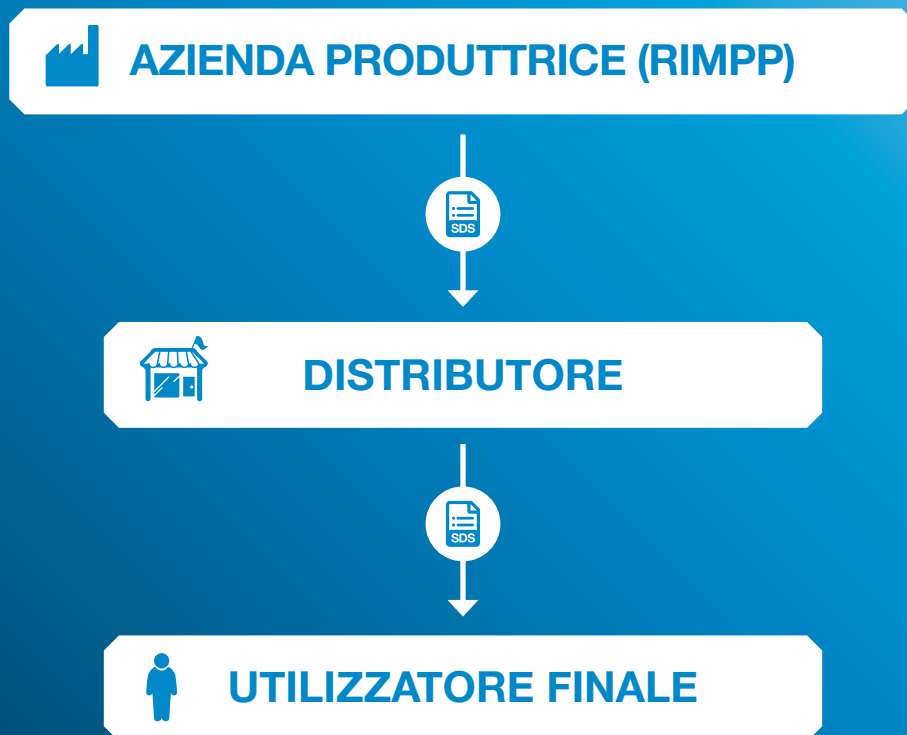 AZIENDA PRODUTTRICE (RIMPP)
SDS
DISTRIBUTORE
SDS
UTILIZZATORE FINALE